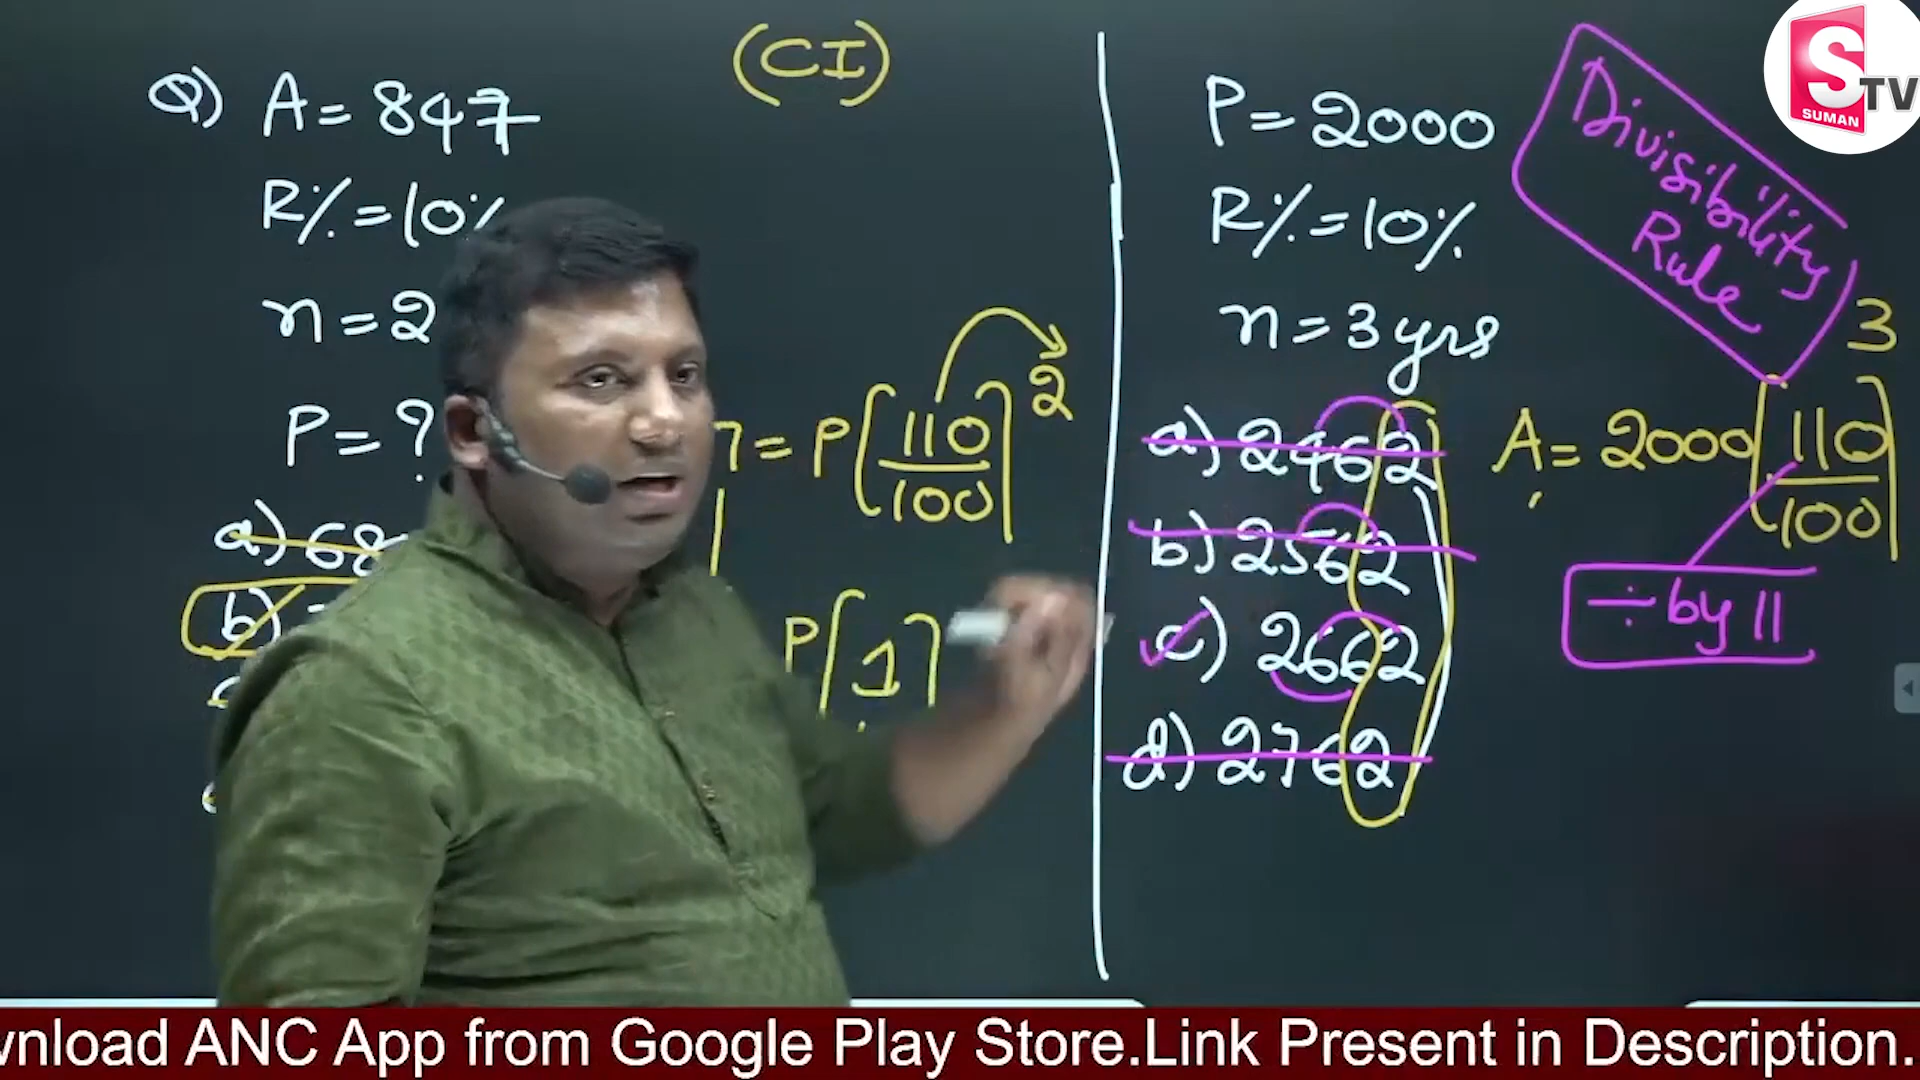 (CI)
Q) A = 847
R% = 10%
n = 2
P = ?
a) 68
b)
7 = P[110/100]2
P[1
P = 2000
R% = 10%
n = 3 yrs
a) 2462
b) 2562
c) 2662
d) 2762
Divisibility
Rule
A = 2000[110/100]3
÷ by 11
S TV
SUMAN
wnload ANC App from Google Play Store.Link Present in Description.